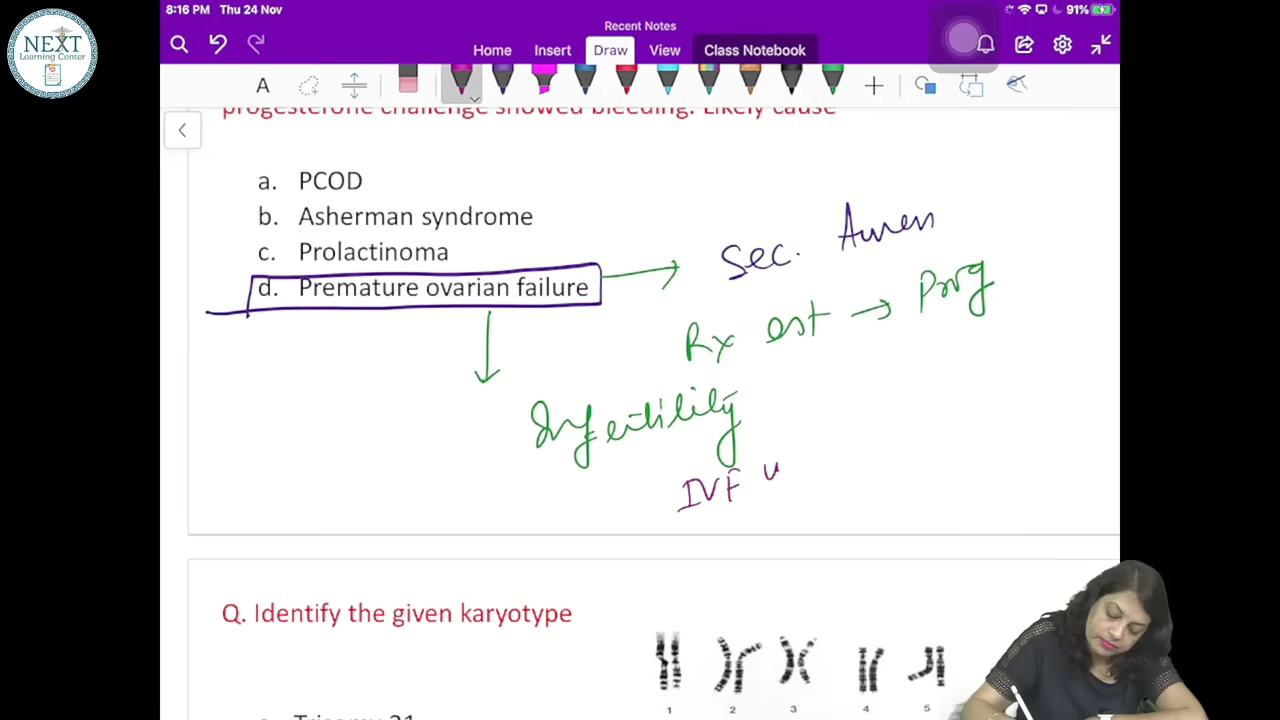 8:16 PM Thu 24 Nov
91%
NEXT
Learning Center
Recent Notes
Home Insert Draw View Class Notebook
A
progesterone challenge showed bleeding. Likely cause
a. PCOD
b. Asherman syndrome
c. Prolactinoma
d. Premature ovarian failure
Sec. Amen
Rx est → Prog
Infertility
IVF
Q. Identify the given karyotype
1 2 3 4 5
Trisomy 21